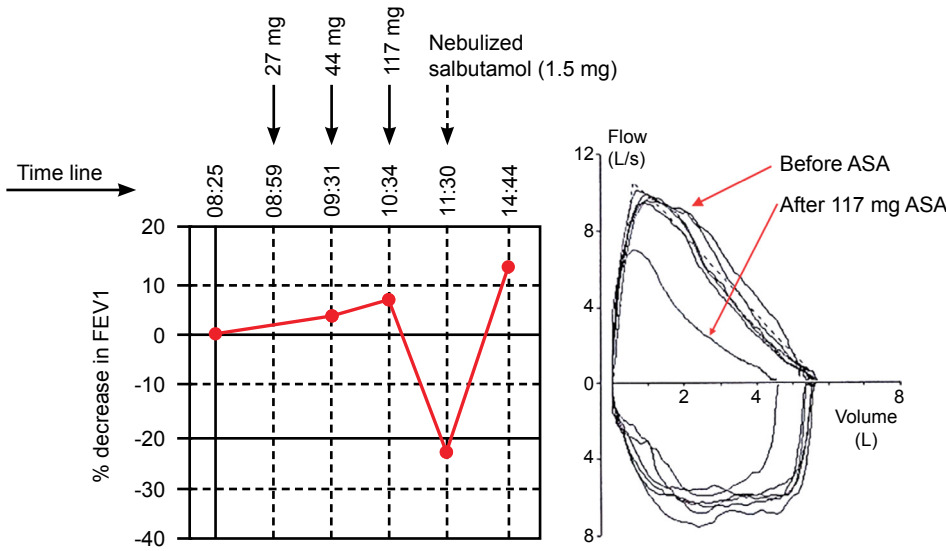 27 mg
44 mg
117 mg
Nebulized
salbutamol (1.5 mg)
Time line
08:25
08:59
09:31
10:34
11:30
14:44
% decrease in FEV1
20
10
0
-10
-20
-30
-40
Flow
(L/s)
Before ASA
After 117 mg ASA
12
8
4
0
4
8
2
4
8
Volume
(L)